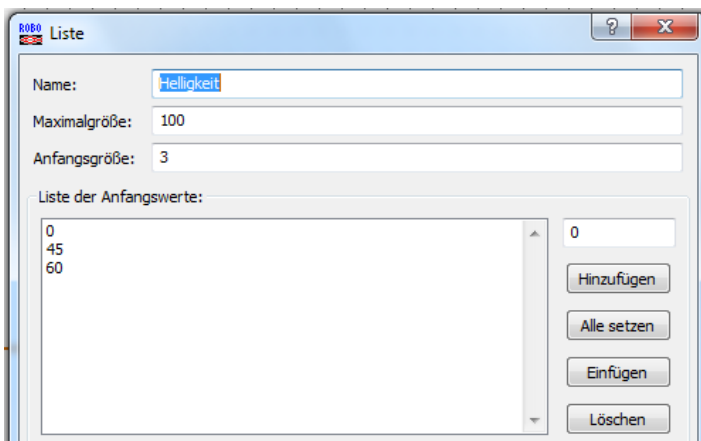 ROBO Liste
Name: Helligkeit
Maximalgröße: 100
Anfangsgröße: 3
Liste der Anfangswerte:
0
45
60
0
Hinzufügen
Alle setzen
Einfügen
Löschen